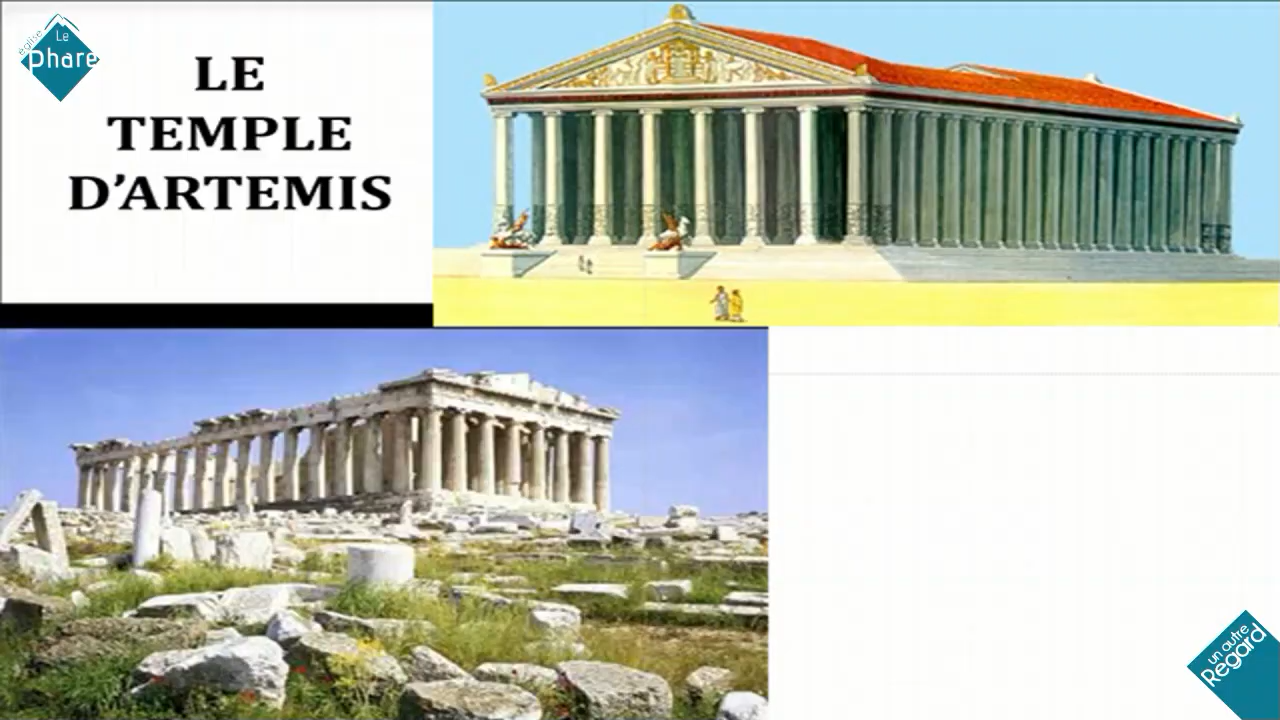 église
Le
phare
LE
TEMPLE
D’ARTEMIS
un autre
Regard